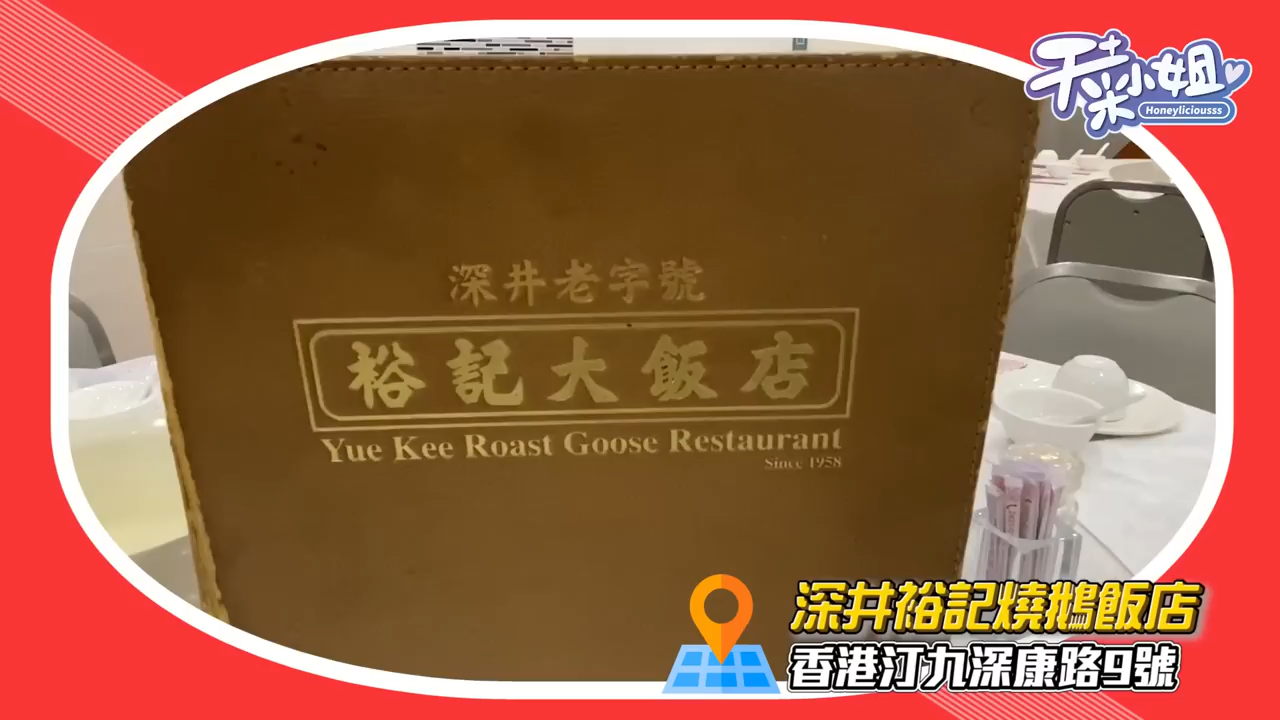 干菜小姐
Honeyliciousss
深井老字號
裕記大飯店
Yue Kee Roast Goose Restaurant
Since 1958
深井裕記燒鵝飯店
香港汀九深康路9號